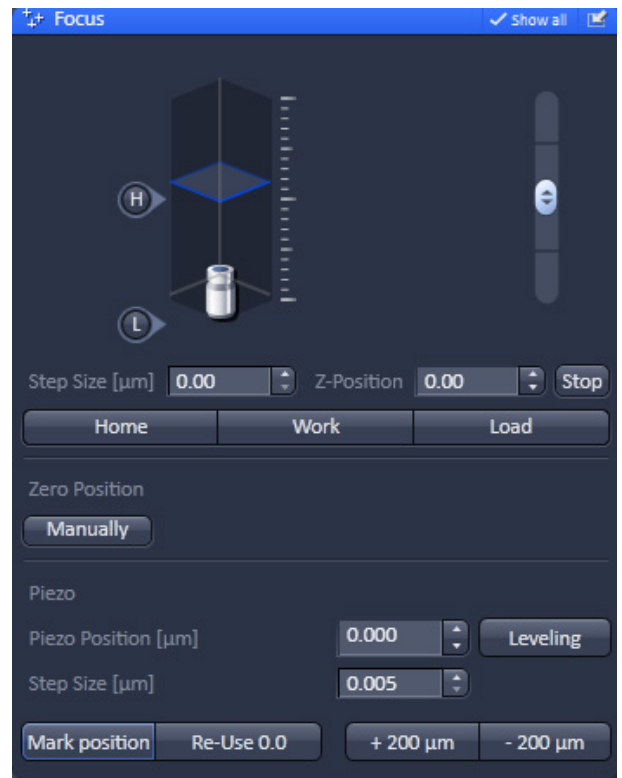 Focus Show all
H
L
Step Size [µm] 0.00 Z-Position 0.00 Stop
Home Work Load
Zero Position
Manually
Piezo
Piezo Position [µm] 0.000 Leveling
Step Size [µm] 0.005
Mark position Re-Use 0.0 + 200 µm - 200 µm